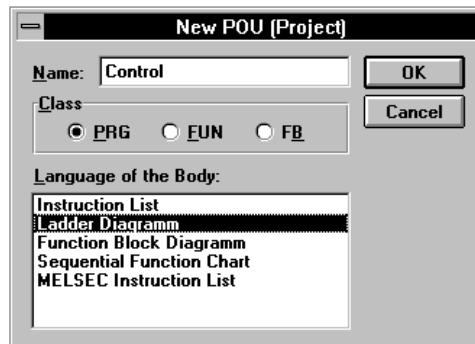 New POU (Project)
Name: Control
OK
Class
Cancel
PRG FUN FB
Language of the Body:
Instruction List
Ladder Diagramm
Function Block Diagramm
Sequential Function Chart
MELSEC Instruction List